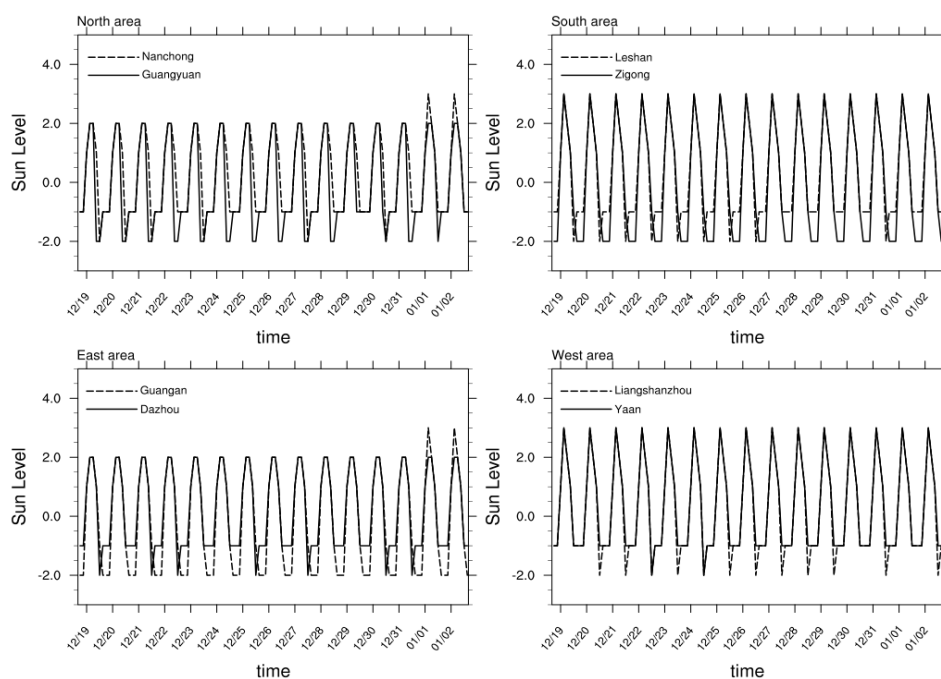 North area
Sun Level
4.0
2.0
0.0
-2.0
Nanchong
Guangyuan
12/19 12/20 12/21 12/22 12/23 12/24 12/25 12/26 12/27 12/28 12/29 12/30 12/31 01/01 01/02
time
South area
Sun Level
4.0
2.0
0.0
-2.0
Leshan
Zigong
12/19 12/20 12/21 12/22 12/23 12/24 12/25 12/26 12/27 12/28 12/29 12/30 12/31 01/01 01/02
time
East area
Sun Level
4.0
2.0
0.0
-2.0
Guangan
Dazhou
12/19 12/20 12/21 12/22 12/23 12/24 12/25 12/26 12/27 12/28 12/29 12/30 12/31 01/01 01/02
time
West area
Sun Level
4.0
2.0
0.0
-2.0
Liangshanzhou
Yaan
12/19 12/20 12/21 12/22 12/23 12/24 12/25 12/26 12/27 12/28 12/29 12/30 12/31 01/01 01/02
time